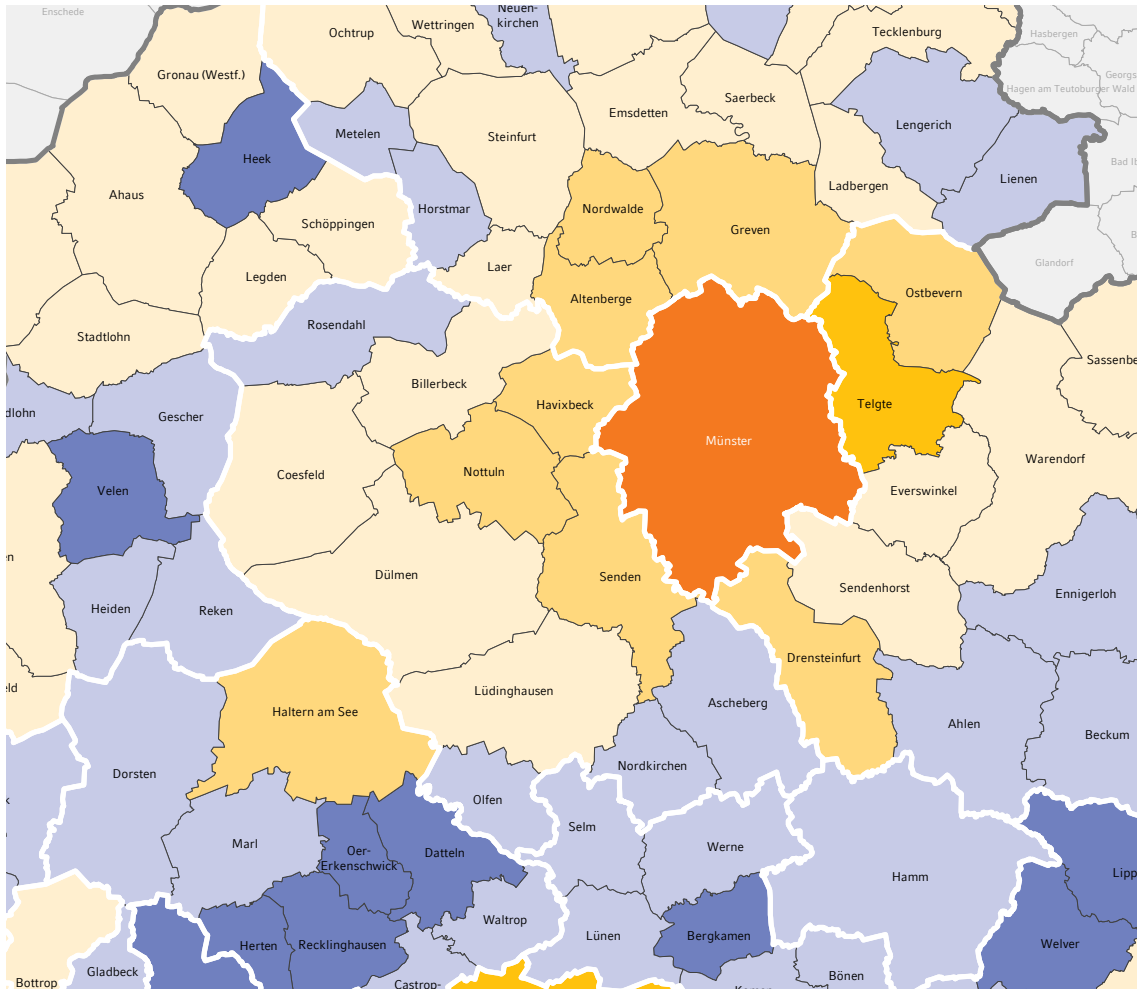 Enschede
Neuen-
kirchen
Wettringen
Ochtrup
Tecklenburg
Hasbergen
Gronau (Westf.)
Georgs
Hagen am Teutoburger Wald
Saerbeck
Emsdetten
Lengerich
Metelen
Steinfurt
Heek
Bad Ib
Lienen
Ladbergen
Ahaus
Horstmar
Nordwalde
Schöppingen
Greven
B
Glandorf
Laer
Legden
Ostbevern
Altenberge
Rosendahl
Stadtlohn
Sassenbe
Billerbeck
Havixbeck
Telgte
dlohn
Gescher
Münster
Warendorf
Nottuln
Coesfeld
Velen
Everswinkel
en
Dülmen
Senden
Sendenhorst
Ennigerloh
Heiden
Reken
Drensteinfurt
eld
Lüdinghausen
Ascheberg
Haltern am See
Ahlen
Beckum
Nordkirchen
Dorsten
k
Olfen
Selm
Marl
Werne
Oer-
Erkenschwick
Datteln
Lipp
Hamm
Waltrop
Lünen
Bergkamen
Herten
Recklinghausen
Welver
Gladbeck
Bönen
Bottrop
Castrop-
Kamen